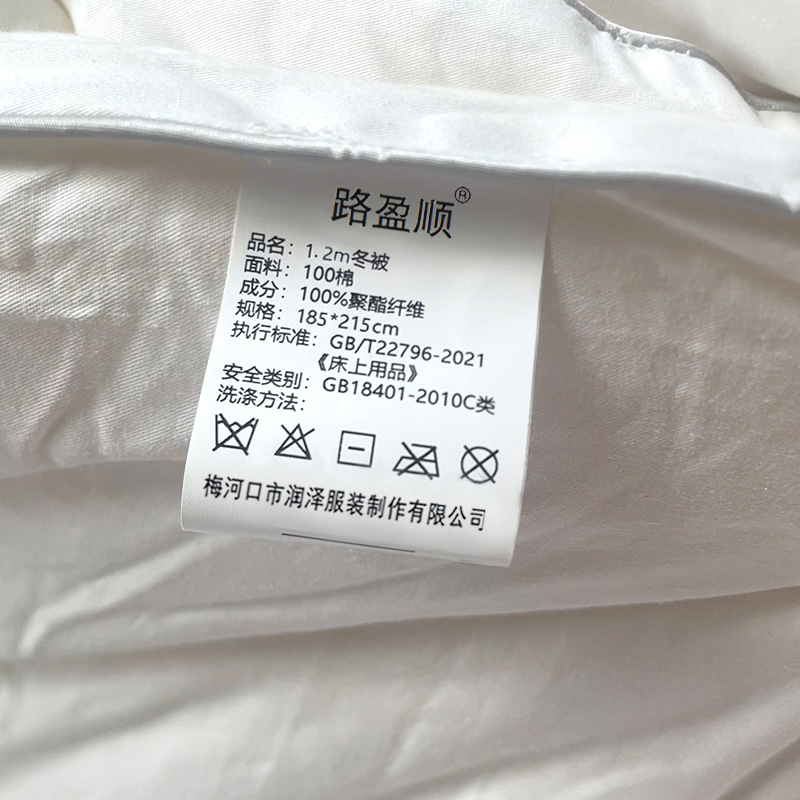 路盈顺®
品名：1.2m冬被
面料：100棉
成分：100%聚酯纤维
规格：185*215cm
执行标准：GB/T22796-2021
《床上用品》
安全类别：GB18401-2010C类
洗涤方法：
梅河口市润泽服装制作有限公司